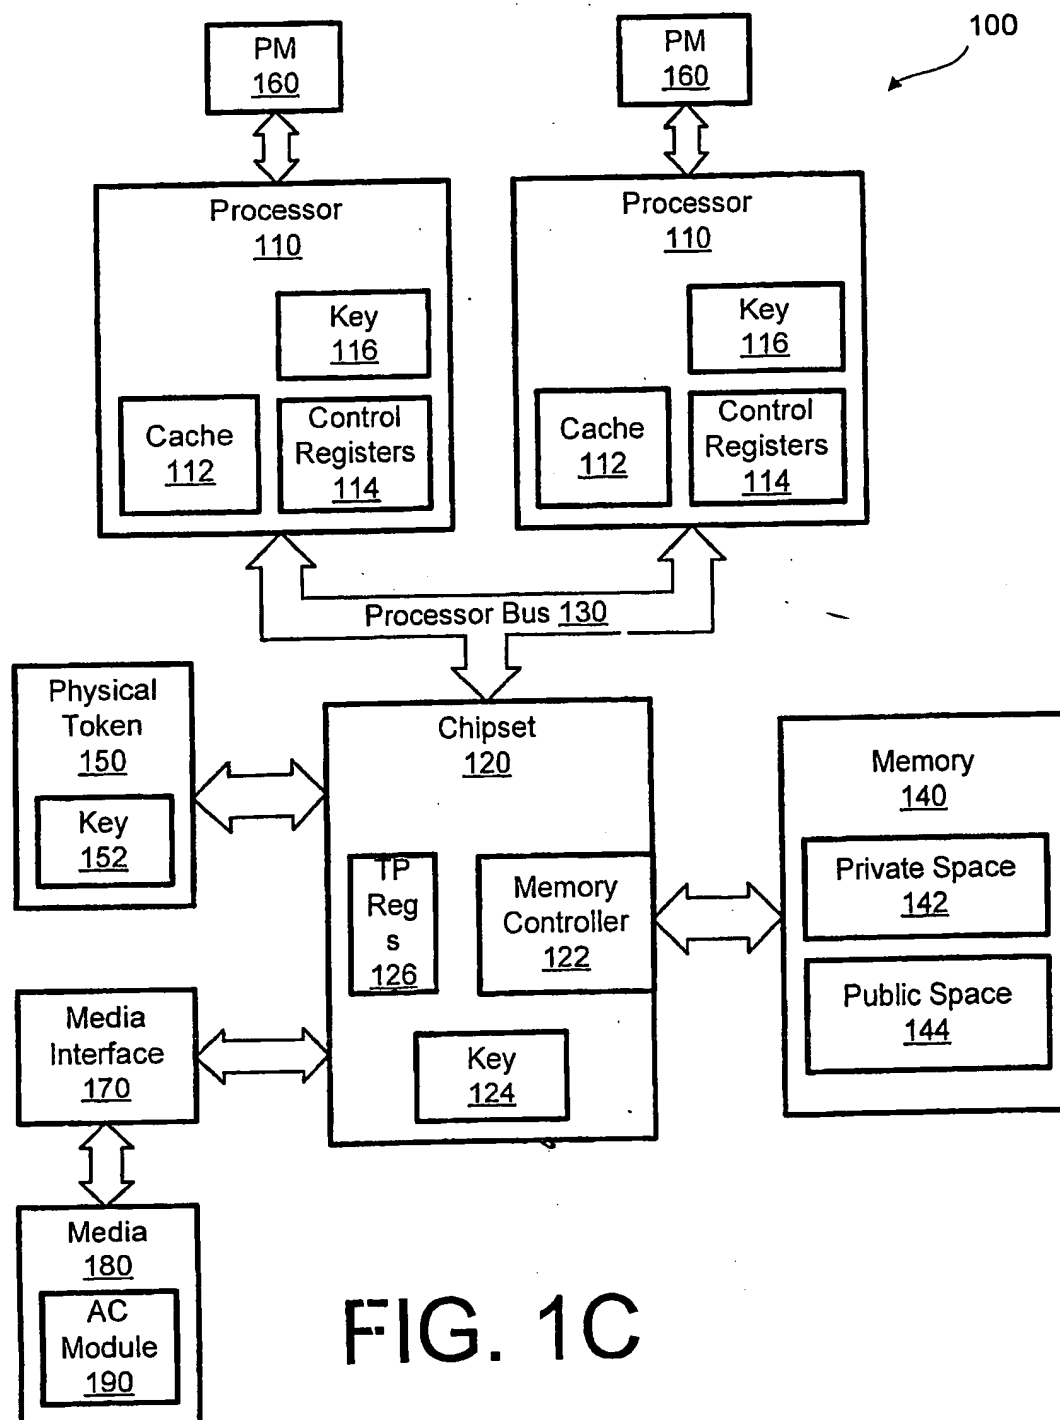 100
PM
160
PM
160
Processor
110
Key
116
Cache
112
Control
Registers
114
Processor
110
Key
116
Cache
112
Control
Registers
114
Processor Bus 130
Physical
Token
150
Key
152
Chipset
120
TP
Reg
s
126
Memory
Controller
122
Key
124
Memory
140
Private Space
142
Public Space
144
Media
Interface
170
Media
180
AC
Module
190
FIG. 1C